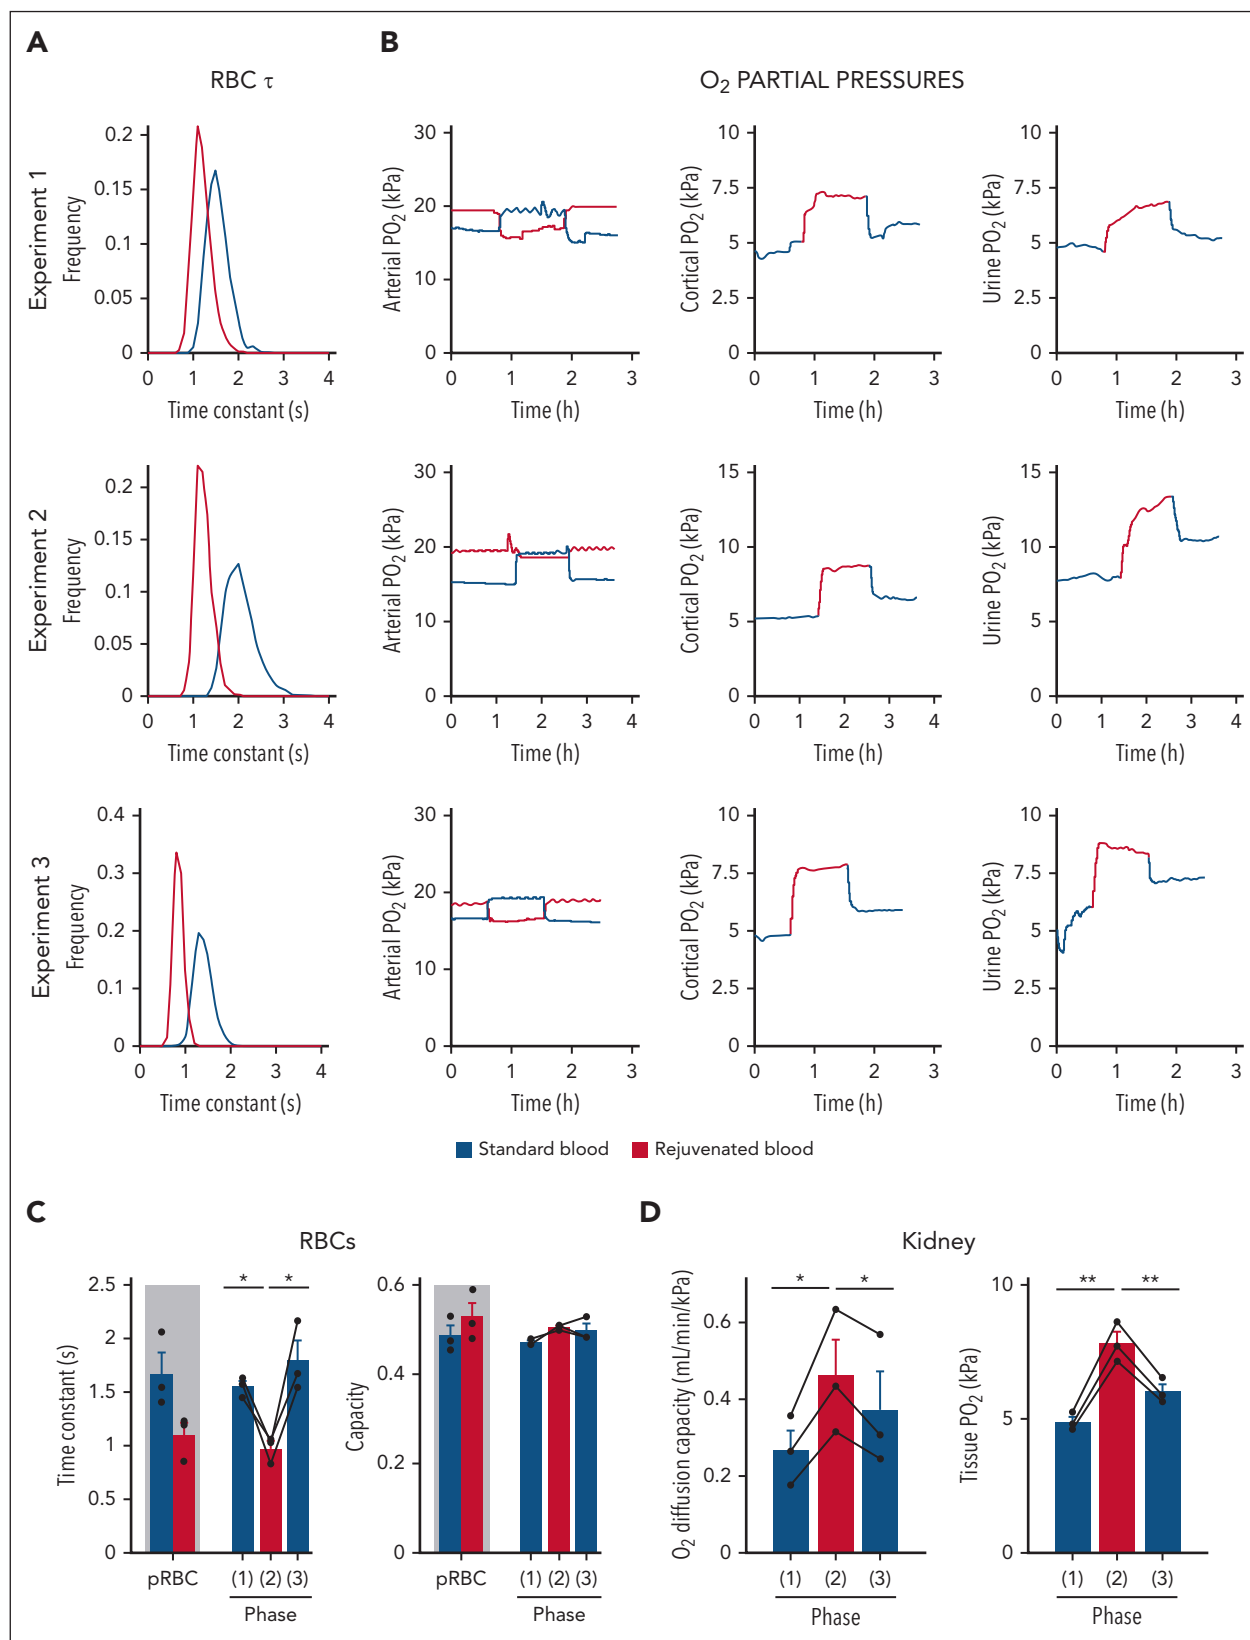 A
B
RBC τ
O2 PARTIAL PRESSURES
Experiment 1
Frequency
0.2
0.15
0.1
0.05
0
0 1 2 3 4
Time constant (s)
Arterial PO2 (kPa)
30
20
10
0
0 1 2 3
Time (h)
Cortical PO2 (kPa)
10
7.5
5
2.5
0
0 1 2 3
Time (h)
Urine PO2 (kPa)
10
7.5
5
2.5
0
0 1 2 3
Time (h)
Experiment 2
Frequency
0.2
0.15
0.1
0.05
0
0 1 2 3 4
Time constant (s)
Arterial PO2 (kPa)
30
20
10
0
0 1 2 3 4
Time (h)
Cortical PO2 (kPa)
15
10
5
0
0 1 2 3 4
Time (h)
Urine PO2 (kPa)
15
10
5
0
0 1 2 3 4
Time (h)
Experiment 3
Frequency
0.4
0.3
0.2
0.1
0
0 1 2 3 4
Time constant (s)
Arterial PO2 (kPa)
30
20
10
0
0 1 2 3
Time (h)
Cortical PO2 (kPa)
10
7.5
5
2.5
0
0 1 2 3
Time (h)
Urine PO2 (kPa)
10
7.5
5
2.5
0
0 1 2 3
Time (h)
Standard blood Rejuvenated blood
C
RBCs
Time constant (s)
2.5
2
1.5
1
0.5
0
* *
pRBC (1) (2) (3)
Phase
Capacity
0.6
0.4
0.2
0
pRBC (1) (2) (3)
Phase
D
Kidney
O2 diffusion capacity (mL/min/kPa)
0.6
0.4
0.2
0
* *
(1) (2) (3)
Phase
Tissue PO2 (kPa)
10
5
0
** **
(1) (2) (3)
Phase